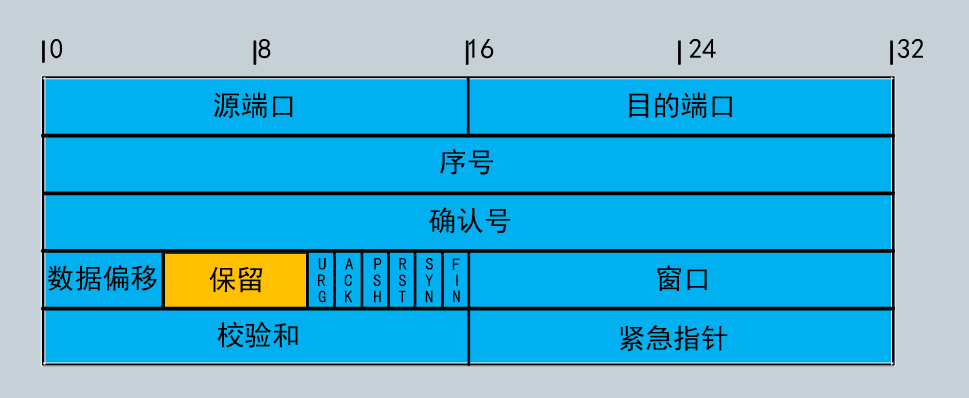 0 8 16 24 32
源端口 目的端口
序号
确认号
数据偏移 保留 URG ACK PSH RST SYN FIN 窗口
校验和 紧急指针